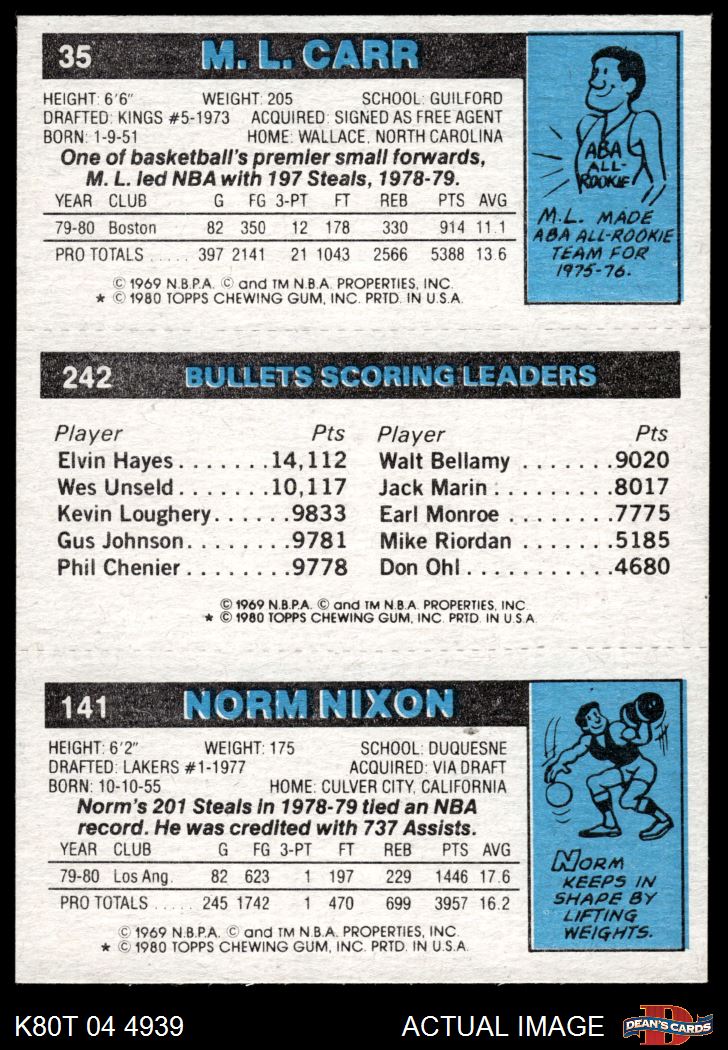 35 M. L. CARR
HEIGHT: 6'6" WEIGHT: 205 SCHOOL: GUILFORD
DRAFTED: KINGS #5-1973 ACQUIRED: SIGNED AS FREE AGENT
BORN: 1-9-51 HOME: WALLACE, NORTH CAROLINA
One of basketball's premier small forwards,
M. L. led NBA with 197 Steals, 1978-79.
YEAR CLUB G FG 3-PT FT REB PTS AVG
79-80 Boston 82 350 12 178 330 914 11.1
PRO TOTALS ..... 397 2141 21 1043 2566 5388 13.6
© 1969 N.B.P.A. © and TM N.B.A. PROPERTIES, INC.
* © 1980 TOPPS CHEWING GUM, INC. PRTD. IN U.S.A.
ABA
ALL-
ROOKIE
M.L. MADE
ABA ALL-ROOKIE
TEAM FOR
1975-76.
242 BULLETS SCORING LEADERS
Player Pts Player Pts
Elvin Hayes.......14,112 Walt Bellamy .......9020
Wes Unseld.......10,117 Jack Marin .........8017
Kevin Loughery......9833 Earl Monroe ........7775
Gus Johnson........9781 Mike Riordan .......5185
Phil Chenier........9778 Don Ohl...........4680
© 1969 N.B.P.A. © and TM N.B.A. PROPERTIES, INC
* © 1980 TOPPS CHEWING GUM, INC. PRTD. IN U.S.A.
141 NORM NIXON
HEIGHT: 6'2" WEIGHT: 175 SCHOOL: DUQUESNE
DRAFTED: LAKERS #1-1977 ACQUIRED: VIA DRAFT
BORN: 10-10-55 HOME: CULVER CITY, CALIFORNIA
Norm's 201 Steals in 1978-79 tied an NBA
record. He was credited with 737 Assists.
YEAR CLUB G FG 3-PT FT REB PTS AVG
79-80 Los Ang. 82 623 1 197 229 1446 17.6
PRO TOTALS ..... 245 1742 1 470 699 3957 16.2
© 1969 N.B.P.A. © and TM N.B.A. PROPERTIES, INC.
* © 1980 TOPPS CHEWING GUM, INC. PRTD. IN U.S.A.
NORM
KEEPS IN
SHAPE BY
LIFTING
WEIGHTS.
K80T 04 4939 ACTUAL IMAGE
D
DEAN'S CARDS